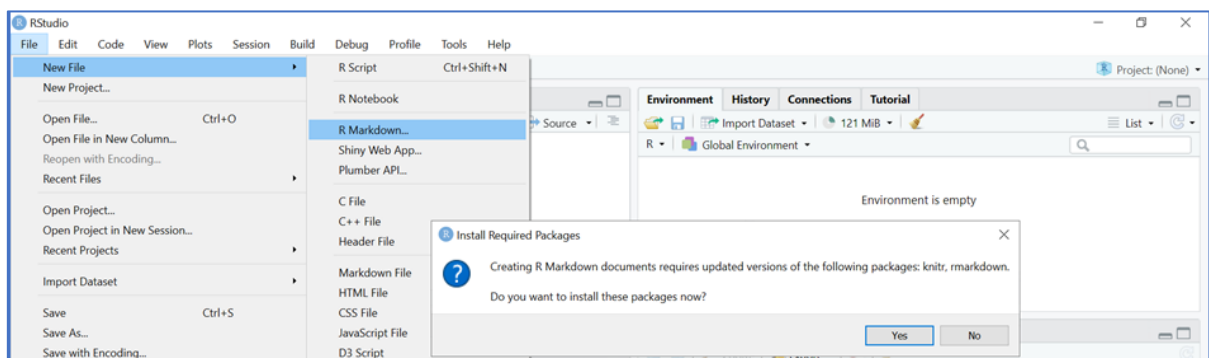 RStudio
File Edit Code View Plots Session Build Debug Profile Tools Help
New File
New Project...
Open File... Ctrl+O
Open File in New Column...
Reopen with Encoding...
Recent Files
Open Project...
Open Project in New Session...
Recent Projects
Import Dataset
Save Ctrl+S
Save As...
Save with Encoding...
R Script Ctrl+Shift+N
R Notebook
R Markdown...
Shiny Web App...
Plumber API...
C File
C++ File
Header File
Markdown File
HTML File
CSS File
JavaScript File
D3 Script
Project: (None)
Source
Environment History Connections Tutorial
Import Dataset 121 MiB List
R Global Environment
Environment is empty
Install Required Packages
Creating R Markdown documents requires updated versions of the following packages: knitr, rmarkdown.
Do you want to install these packages now?
Yes No